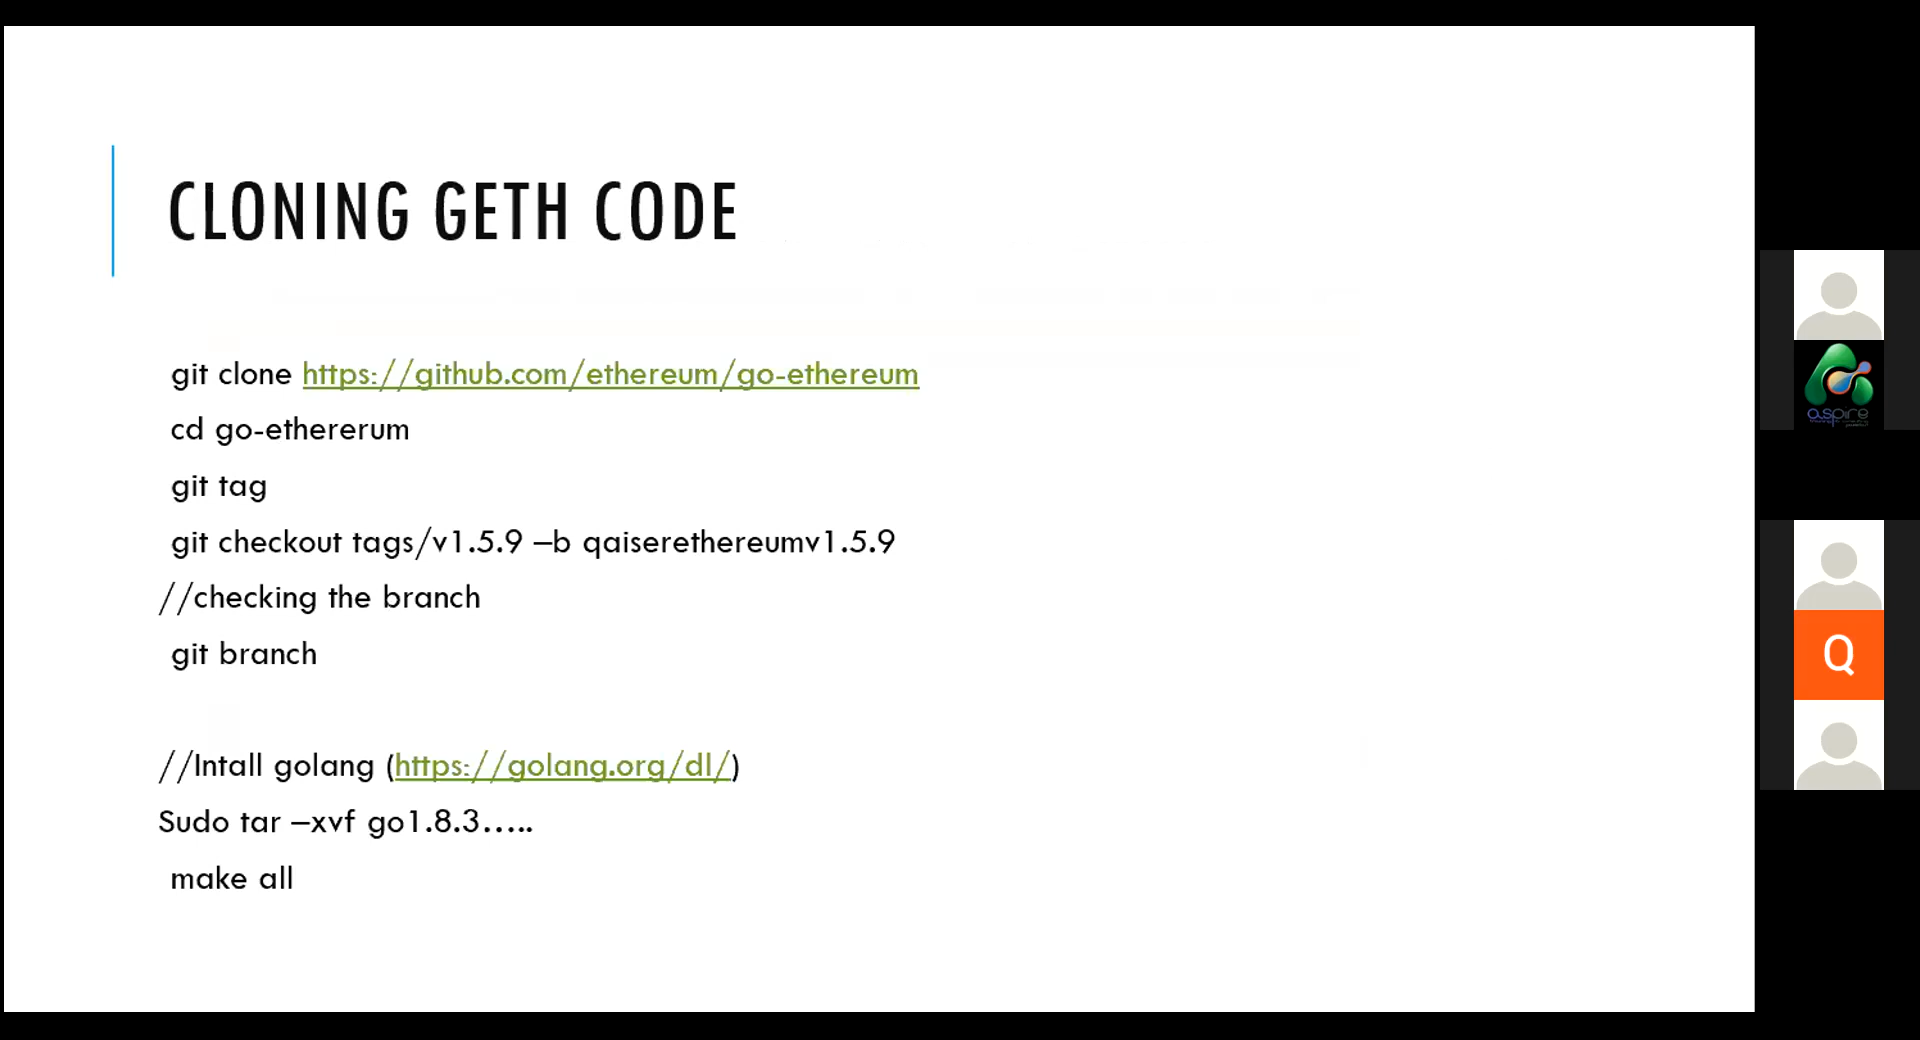 CLONING GETH CODE
git clone https://github.com/ethereum/go-ethereum
cd go-ethererum
git tag
git checkout tags/v1.5.9 –b qaiserethereumv1.5.9
//checking the branch
git branch
//Intall golang (https://golang.org/dl/)
Sudo tar –xvf go1.8.3…..
make all
aspire
Q